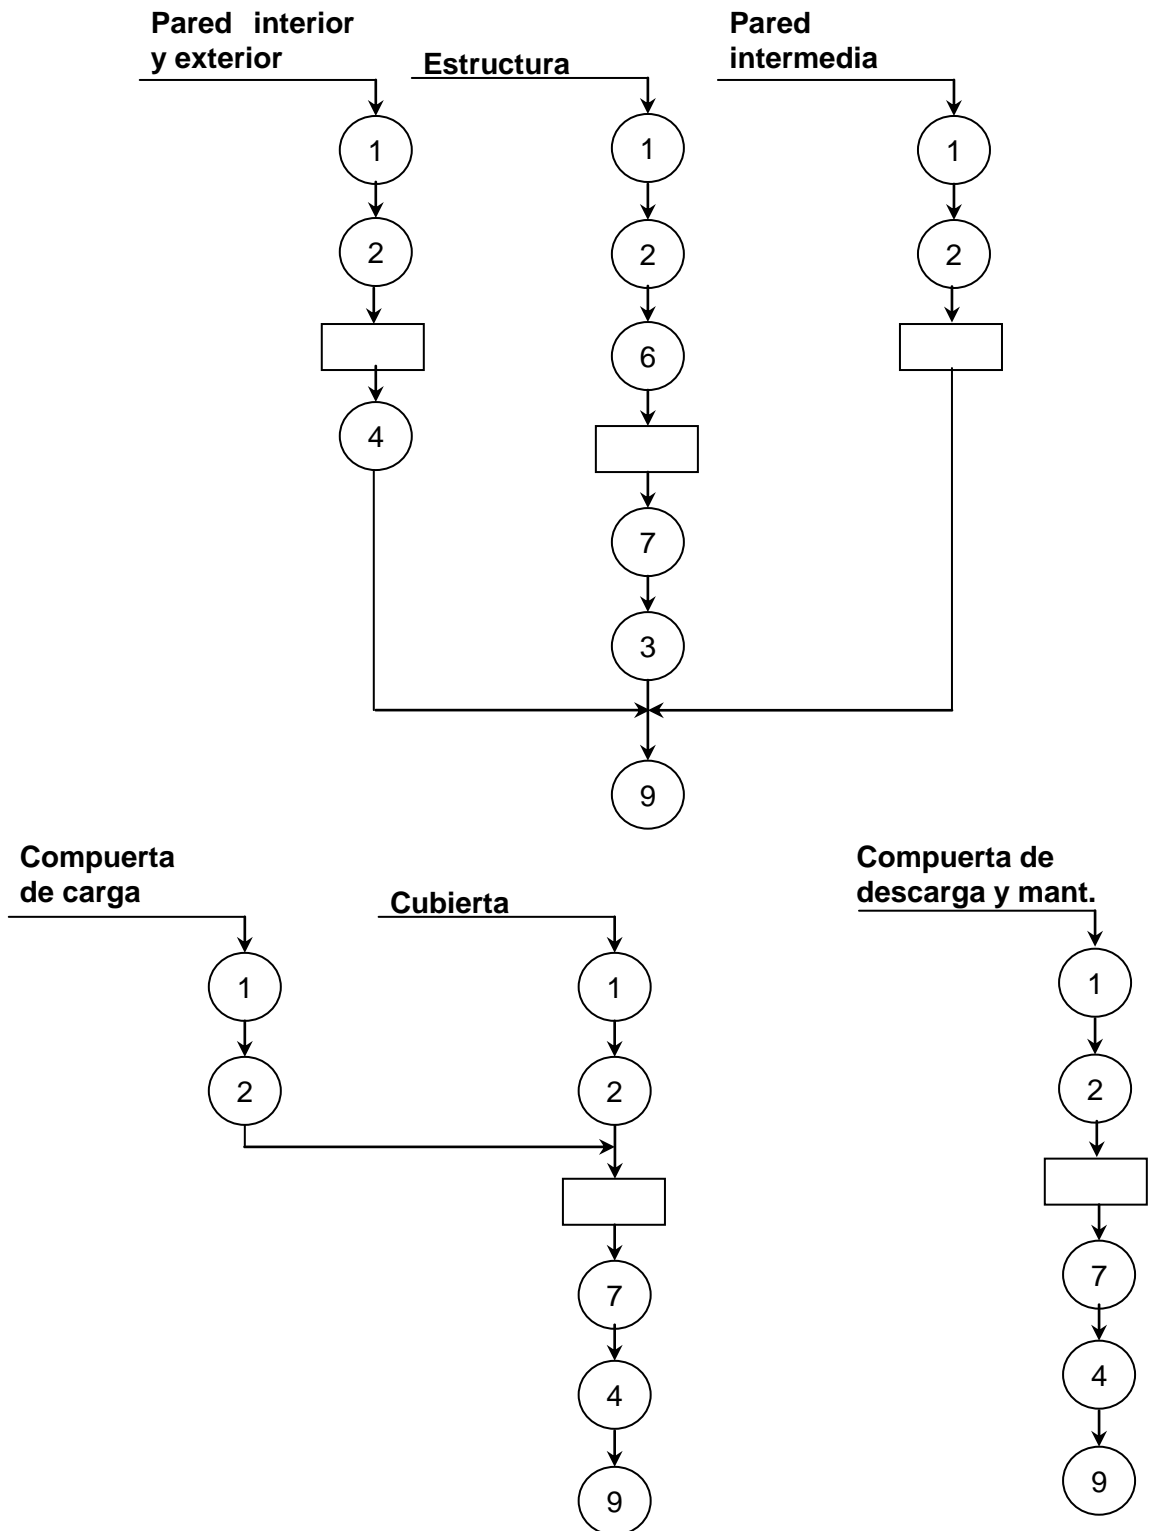 Pared interior
y exterior
Estructura
Pared
intermedia
1
1
1
2
2
2
6
4
7
3
9
Compuerta
de carga
Cubierta
Compuerta de
descarga y mant.
1
1
1
2
2
2
7
7
4
4
9
9